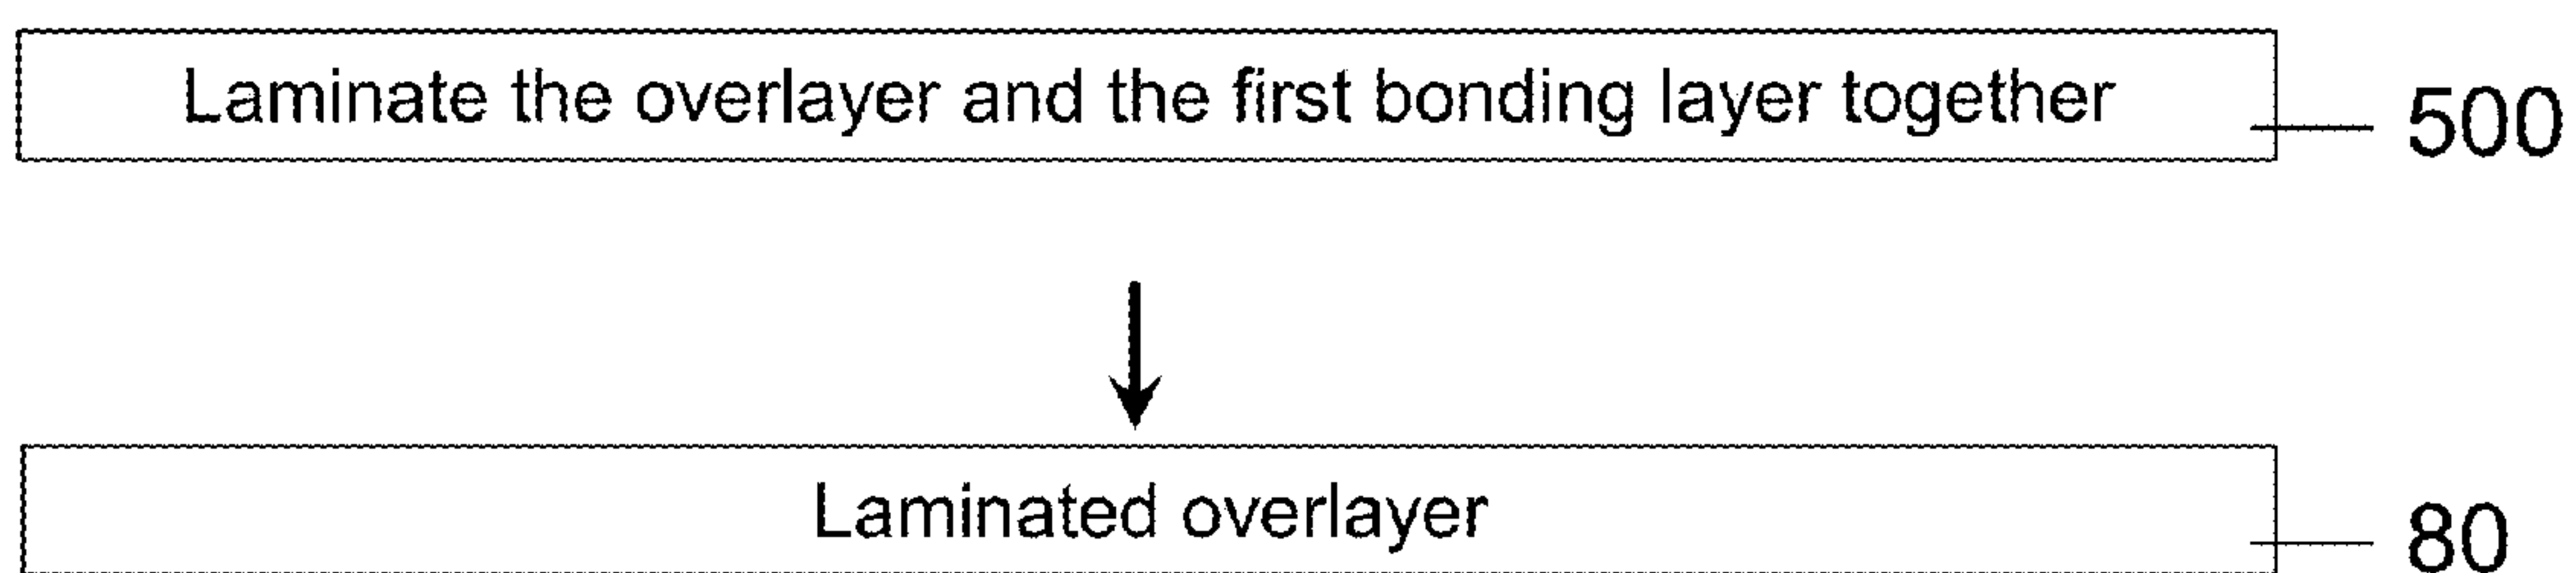 Laminate the overlayer and the first bonding layer together
500
Laminated overlayer
80